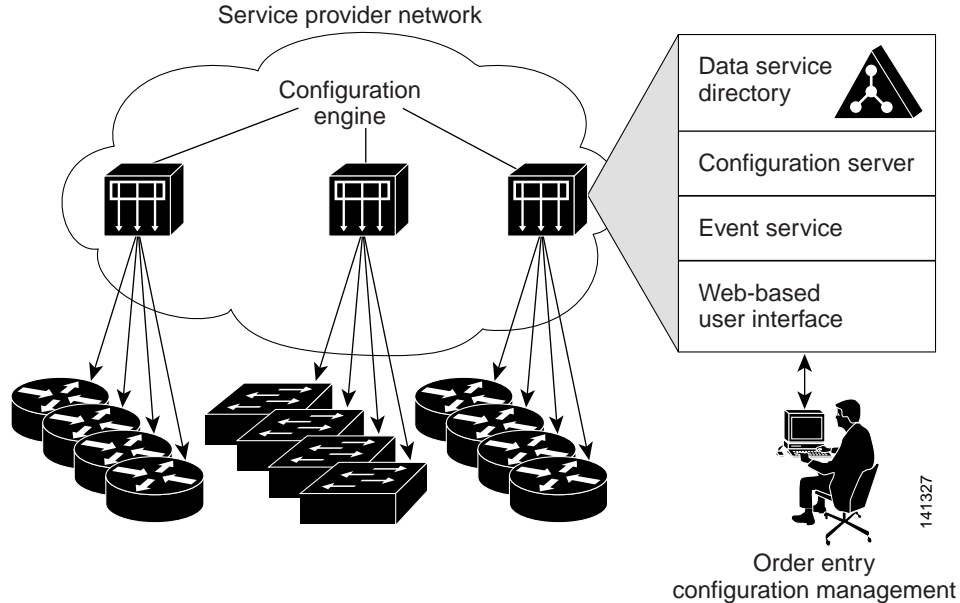 Service provider network
Configuration
engine
Data service
directory
Configuration server
Event service
Web-based
user interface
141327
Order entry
configuration management